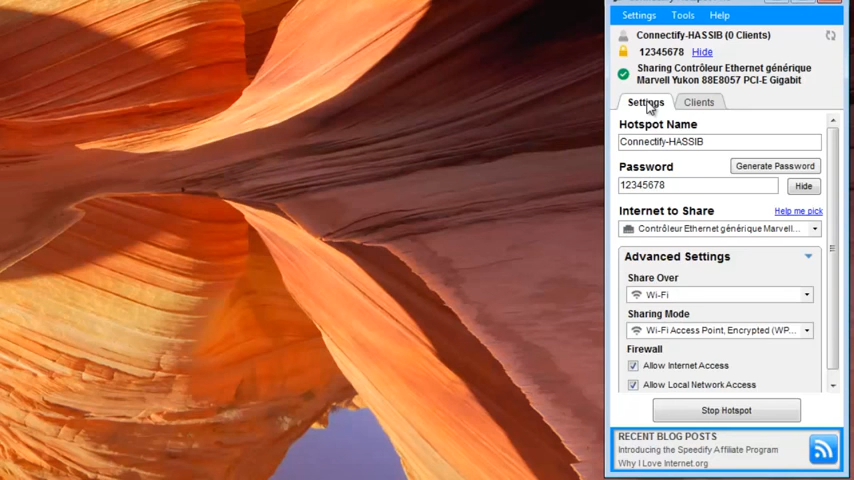 Settings Tools Help
Connectify-HASSIB (0 Clients)
12345678 Hide
Sharing Contrôleur Ethernet générique
Marvell Yukon 88E8057 PCI-E Gigabit
Settings Clients
Hotspot Name
Connectify-HASSIB
Password Generate Password
12345678 Hide
Internet to Share Help me pick
Contrôleur Ethernet générique Marvell...
Advanced Settings
Share Over
Wi-Fi
Sharing Mode
Wi-Fi Access Point, Encrypted (WP...
Firewall
Allow Internet Access
Allow Local Network Access
Stop Hotspot
RECENT BLOG POSTS
Introducing the Speedify Affiliate Program
Why I Love Internet.org